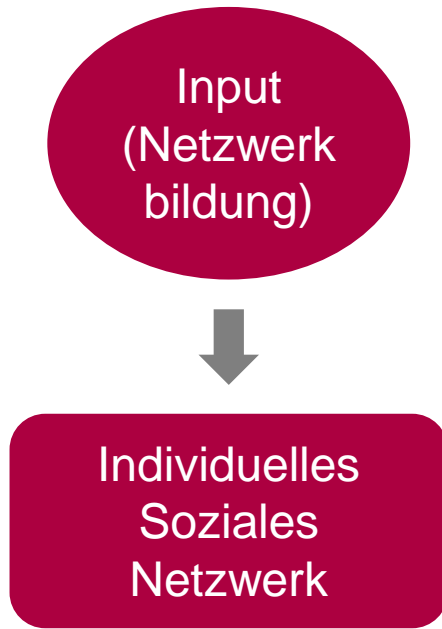 Input
(Netzwerk
bildung)
Individuelles
Soziales
Netzwerk